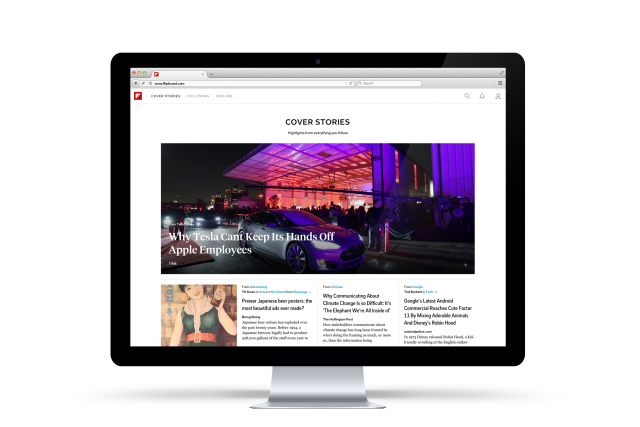 www.flipboard.com
Search
COVER STORIES
FOLLOWING
EXPLORE
COVER STORIES
Highlights from everything you follow
Why Tesla Cant Keep Its Hands Off
Apple Employees
TIME
From Advertising
Prewar Japanese beer posters: the
most beautiful ads ever made?
Boing Boing
Japanese beer culture has exploded over
the past twenty years. Before 1994, a
Japanese brewery legally had to produce
gallons of the stuff every year to
From Climate
Why Communicating About
Climate Change Is so Difficult: It's
'The Elephant We're All Inside of
The Huffington Post
How stakeholders communicate about
climate change has long been framed by
who's doing the framing as much, or more
so, than the information being
From Google
Google's Latest Android
Commercial Reaches Cute Factor
11 By Mixing Adorable Animals
And Disney's Robin Hood
androidpolice.com
In 1973 Disney released Robin Hood, a kid-
friendly re-telling of the English outlaw